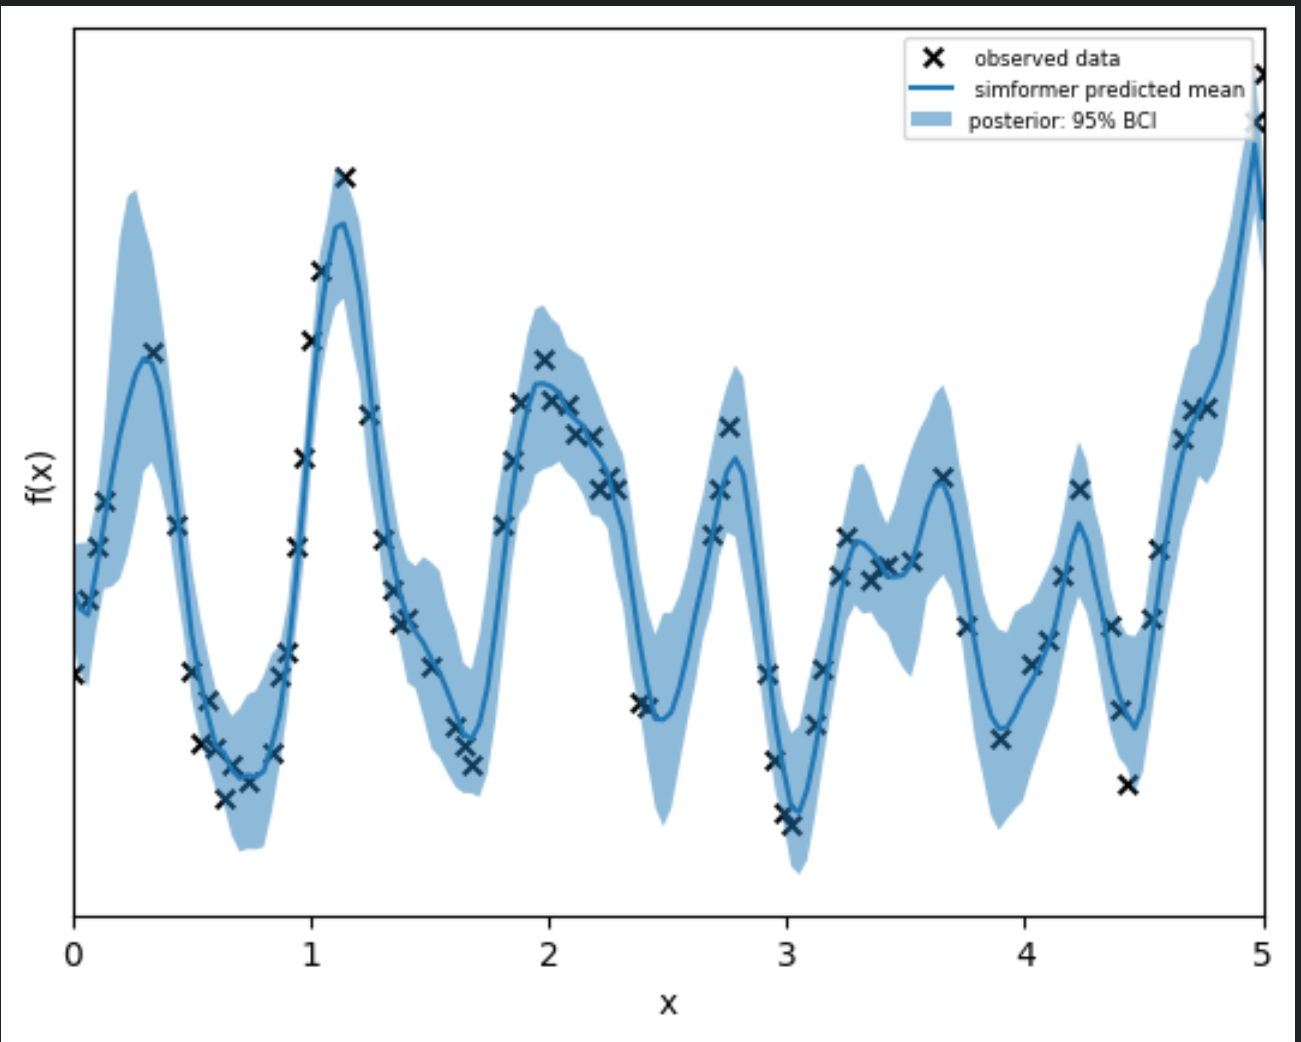 observed data
simformer predicted mean
posterior: 95% BCI
f(x)
0 1 2 3 4 5
x